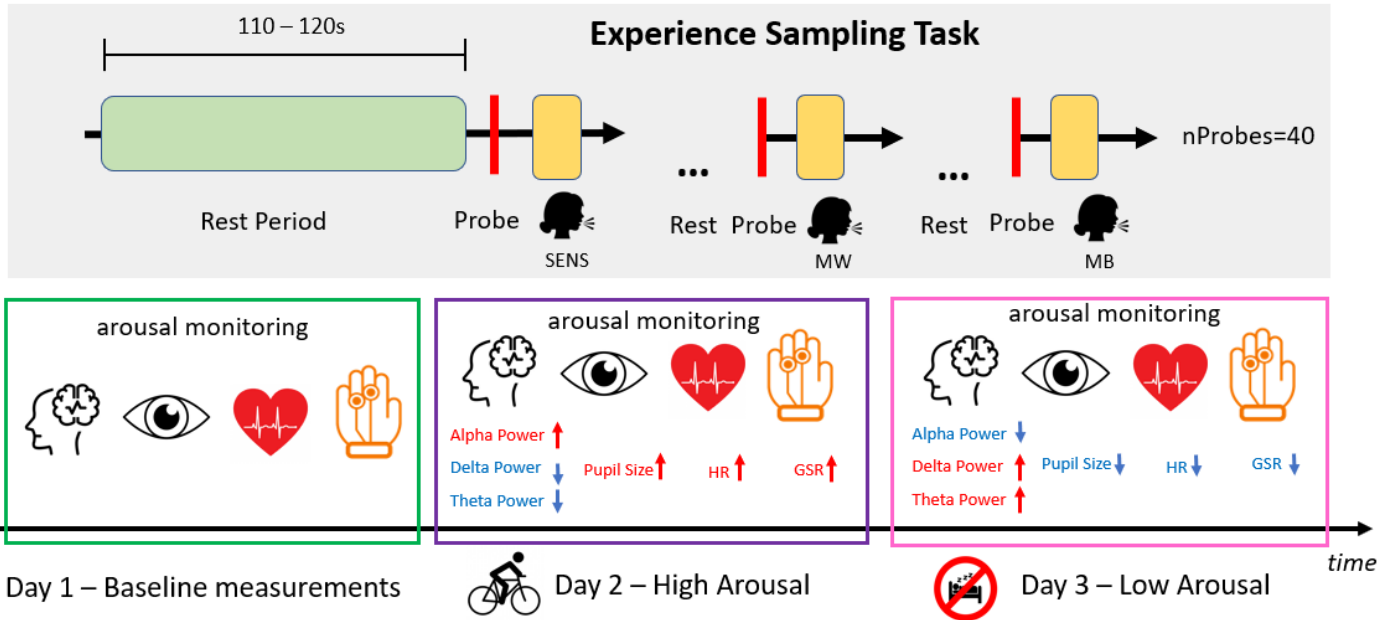 110 – 120s
Experience Sampling Task
nProbes=40
Rest Period
Probe
...
Rest
Probe
...
Rest
Probe
SENS
MW
MB
arousal monitoring
arousal monitoring
Alpha Power
Delta Power
Theta Power
Pupil Size
HR
GSR
arousal monitoring
Alpha Power
Delta Power
Theta Power
Pupil Size
HR
GSR
time
Day 1 – Baseline measurements
Day 2 – High Arousal
zzz
Day 3 – Low Arousal